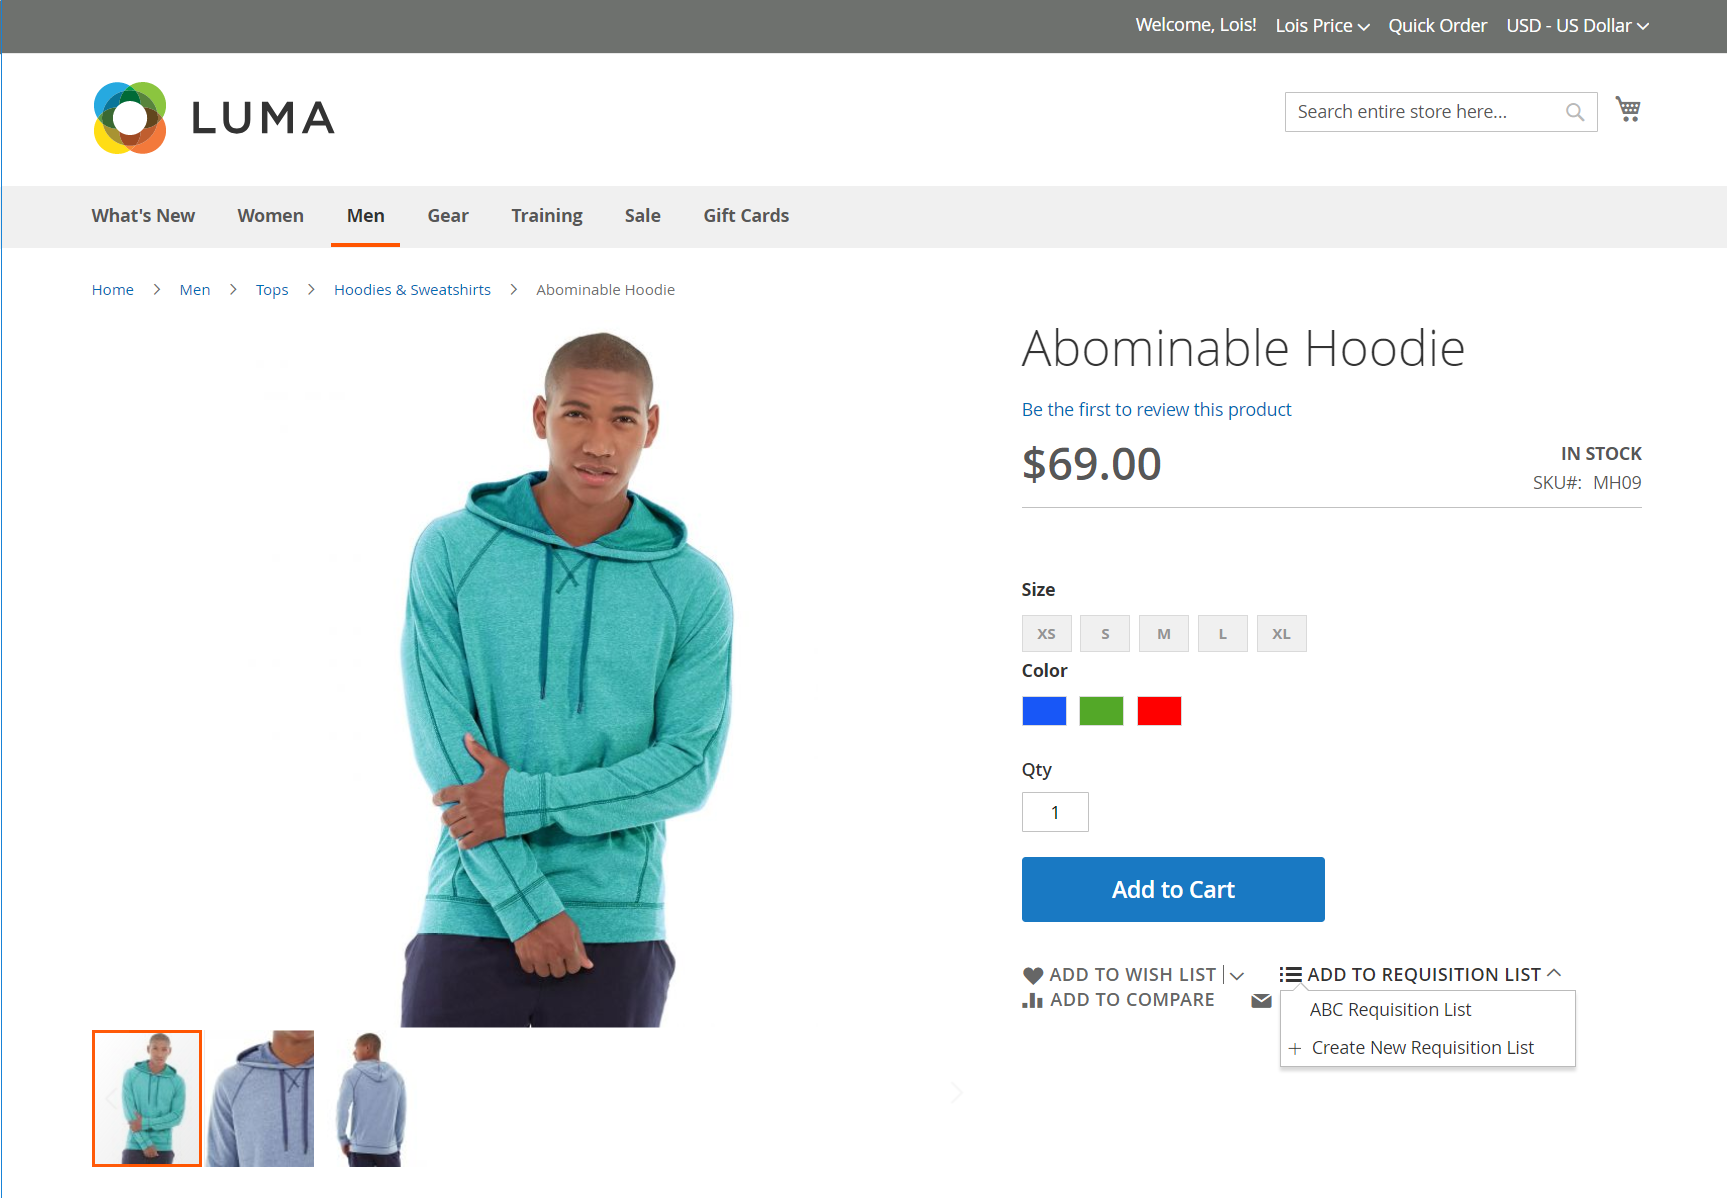 Welcome, Lois! Lois Price Quick Order USD - US Dollar
LUMA
Search entire store here...
What's New Women Men Gear Training Sale Gift Cards
Home Men Tops Hoodies & Sweatshirts Abominable Hoodie
Abominable Hoodie
Be the first to review this product
$69.00
IN STOCK
SKU#: MH09
Size
XS S M L XL
Color
Qty
1
Add to Cart
ADD TO WISH LIST
ADD TO REQUISITION LIST
ADD TO COMPARE
ABC Requisition List
+ Create New Requisition List